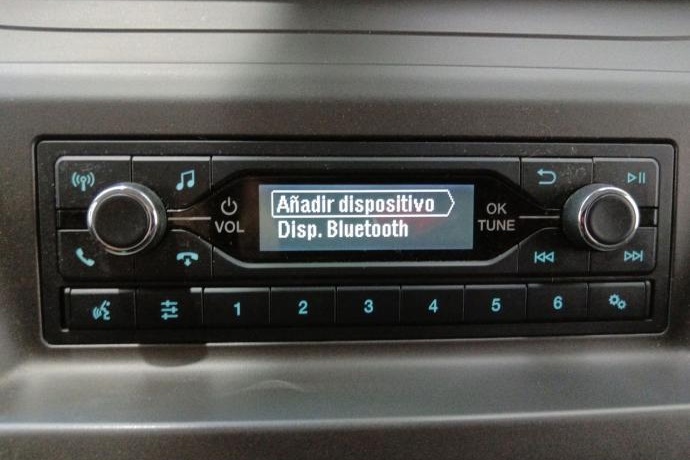 Añadir dispositivo
Disp. Bluetooth
VOL
OK
TUNE
1 2 3 4 5 6